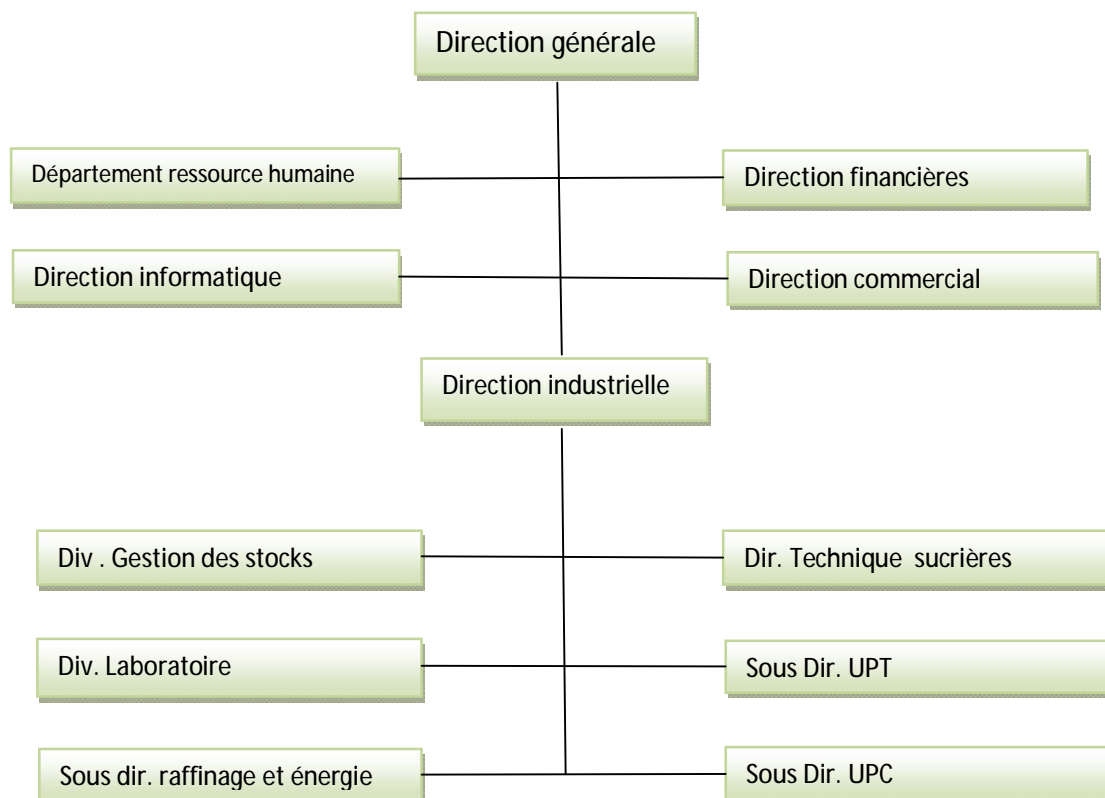 Direction générale
Département ressource humaine
Direction financières
Direction informatique
Direction commercial
Direction industrielle
Div . Gestion des stocks
Dir. Technique sucrières
Div. Laboratoire
Sous Dir. UPT
Sous dir. raffinage et énergie
Sous Dir. UPC